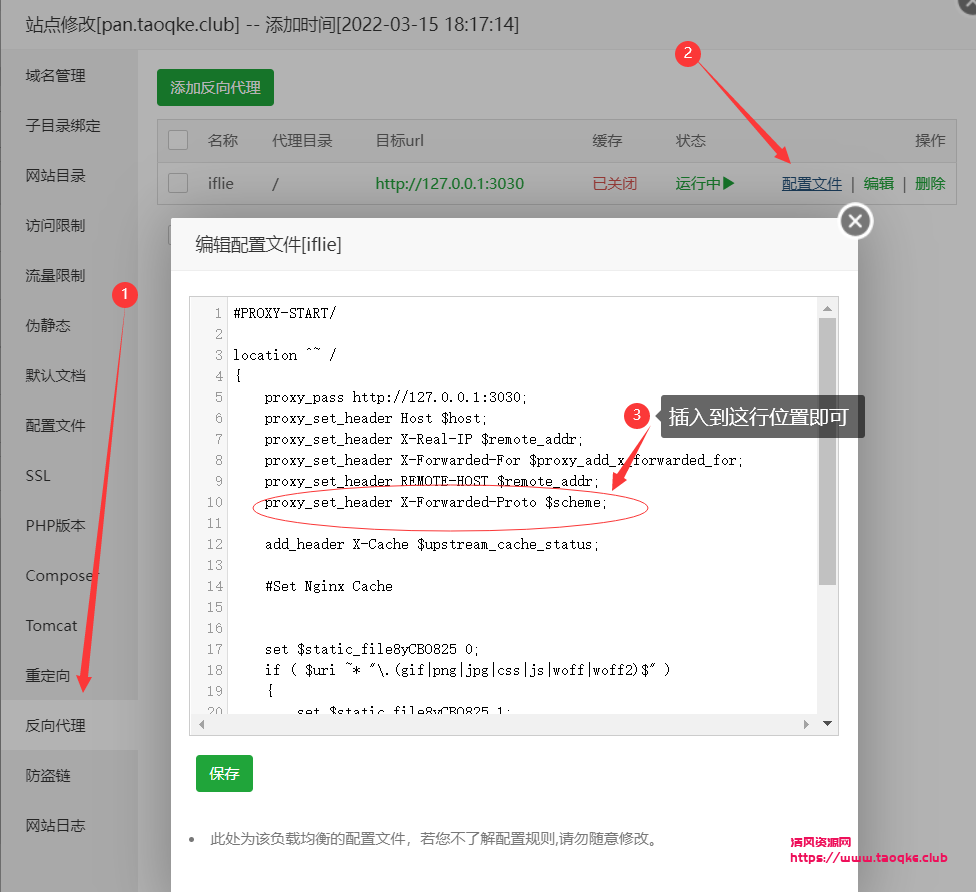 站点修改[pan.taoqke.club] -- 添加时间[2022-03-15 18:17:14]
域名管理
子目录绑定
网站目录
访问限制
流量限制
伪静态
默认文档
配置文件
SSL
PHP版本
Composer
Tomcat
重定向
反向代理
防盗链
网站日志
1
2
添加反向代理
名称 代理目录 目标url 缓存 状态 操作
iflie / http://127.0.0.1:3030 已关闭 运行中 配置文件 | 编辑 | 删除
编辑配置文件[iflie]
1 #PROXY-START/
2
3 location ^~ /
4 {
5 proxy_pass http://127.0.0.1:3030;
6 proxy_set_header Host $host;
7 proxy_set_header X-Real-IP $remote_addr;
8 proxy_set_header X-Forwarded-For $proxy_add_x_forwarded_for;
9 proxy_set_header REMOTE-HOST $remote_addr;
10 proxy_set_header X-Forwarded-Proto $scheme;
11
12 add_header X-Cache $upstream_cache_status;
13
14 #Set Nginx Cache
15
16
17 set $static_file8yCBO825 0;
18 if ( $uri ~* "\.(gif|png|jpg|css|js|woff|woff2)$" )
19 {
20 set $static_file8yCBO825 1;
3 插入到这行位置即可
保存
此处为该负载均衡的配置文件，若您不了解配置规则,请勿随意修改。
清风资源网
https://www.taoqke.club